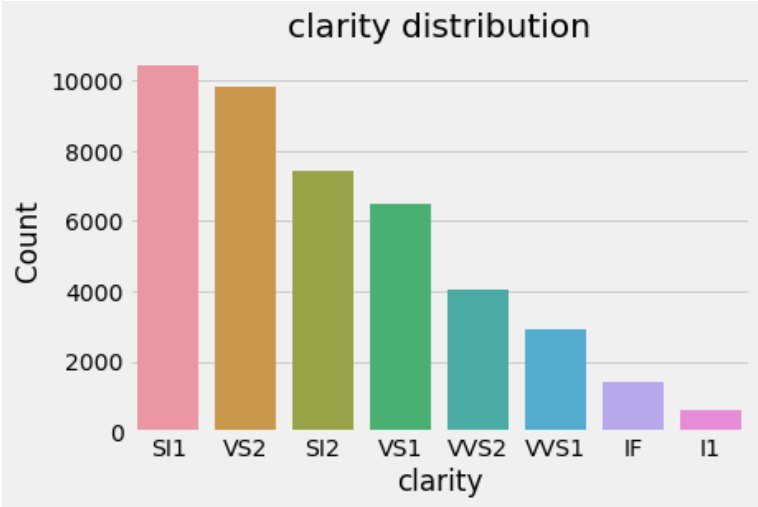 clarity distribution
10000
8000
6000
4000
2000
0
Count
SI1 VS2 SI2 VS1 VVS2 VVS1 IF I1
clarity